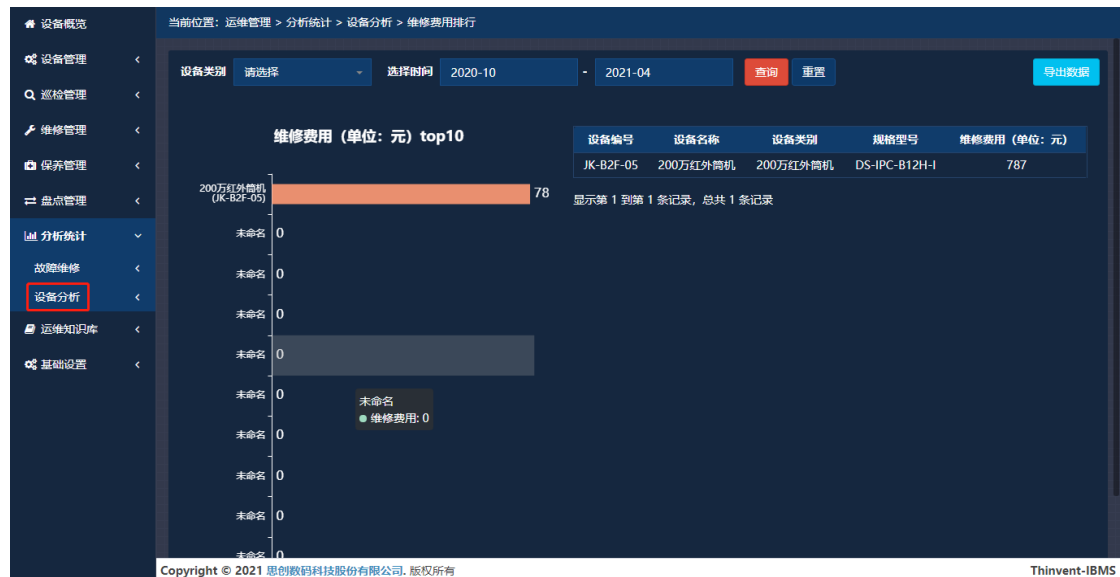 设备概览
当前位置：运维管理 > 分析统计 > 设备分析 > 维修费用排行
设备管理
巡检管理
维修管理
保养管理
盘点管理
分析统计
故障维修
设备分析
运维知识库
基础设置
设备类别 请选择 选择时间 2020-10 - 2021-04 查询 重置 导出数据
维修费用（单位：元）top10
200万红外筒机
(JK-B2F-05)
78
未命名 0
未命名 0
未命名 0
未命名 0
未命名 0
未命名 0
未命名 0
未命名 0
未命名 0
未命名
维修费用: 0
设备编号 设备名称 设备类别 规格型号 维修费用（单位：元）
JK-B2F-05 200万红外筒机 200万红外筒机 DS-IPC-B12H-I 787
显示第 1 到第 1 条记录，总共 1 条记录
Copyright © 2021 思创数码科技股份有限公司. 版权所有
Thinvent-IBMS